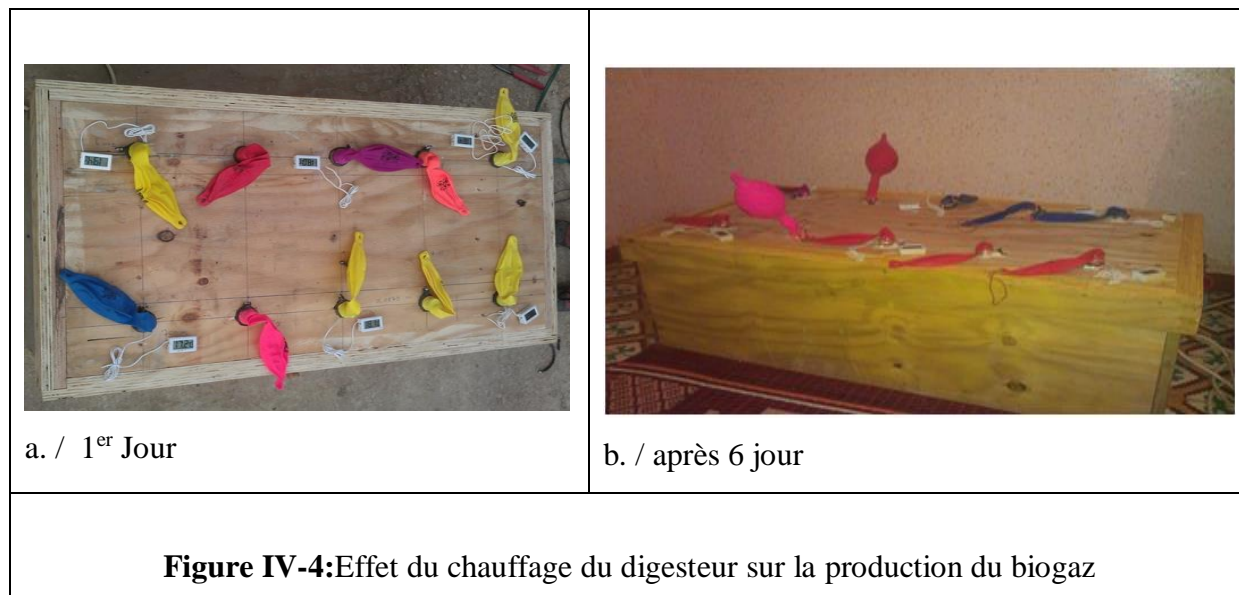 a. / 1er Jour
b. / après 6 jour
Figure IV-4:Effet du chauffage du digesteur sur la production du biogaz